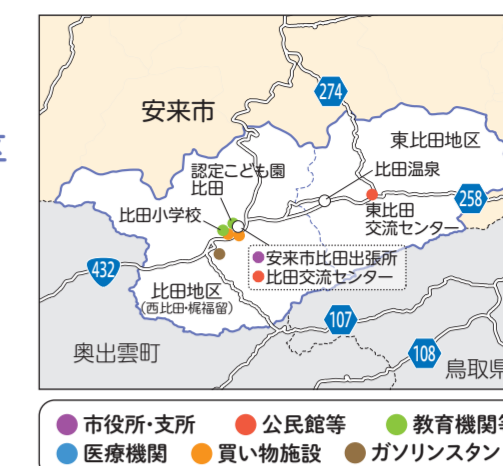 区
274
安来市
東比田地区
認定こども園
比田
比田温泉
258
比田小学校
東比田
交流センター
安来市比田出張所
比田交流センター
432
比田地区
(西比田・梶福留)
107
奥出雲町
108
鳥取県
市役所・支所
公民館等
教育機関等
医療機関
買い物施設
ガソリンスタン